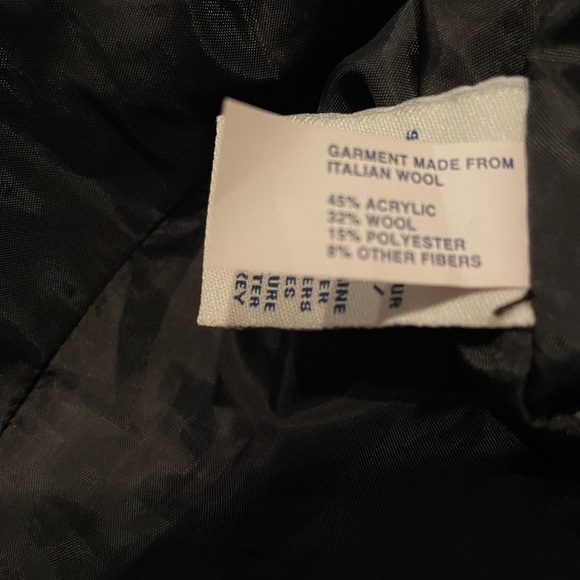 GARMENT MADE FROM
ITALIAN WOOL
45% ACRYLIC
32% WOOL
15% POLYESTER
8% OTHER FIBERS